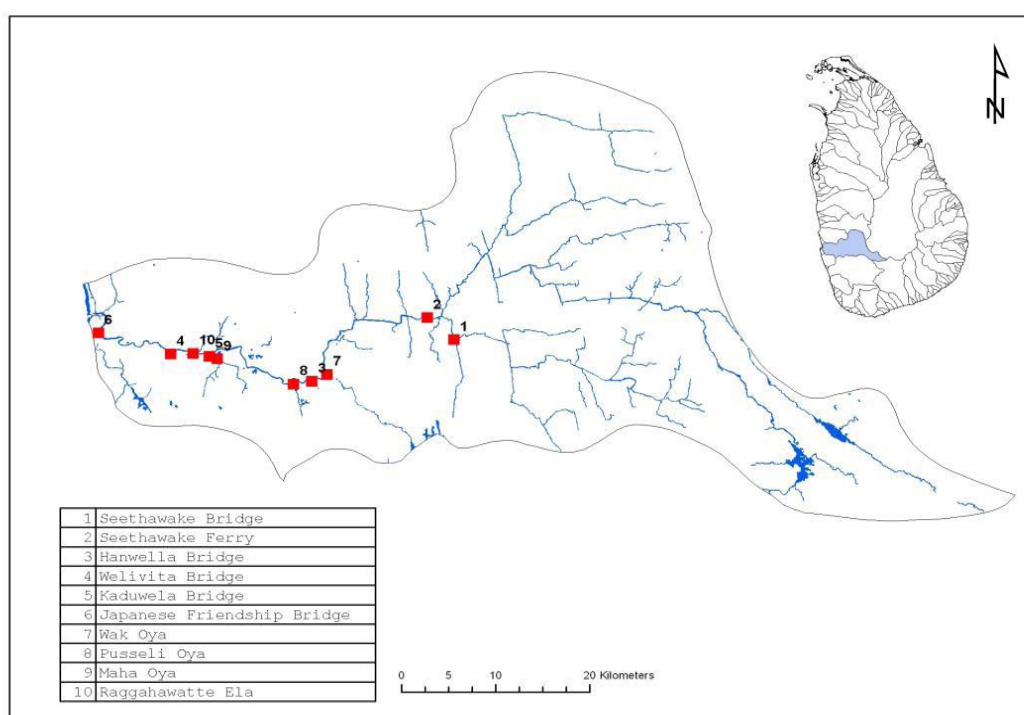 N
2
1
6
4
10
5
9
7
3
8
1 Seethawake Bridge
2 Seethawake Ferry
3 Hanwella Bridge
4 Welivita Bridge
5 Kaduwela Bridge
6 Japanese Friendship Bridge
7 Wak Oya
8 Pusseli Oya
9 Maha Oya
10 Raggahawatte Ela
0 5 10 20 Kilometers